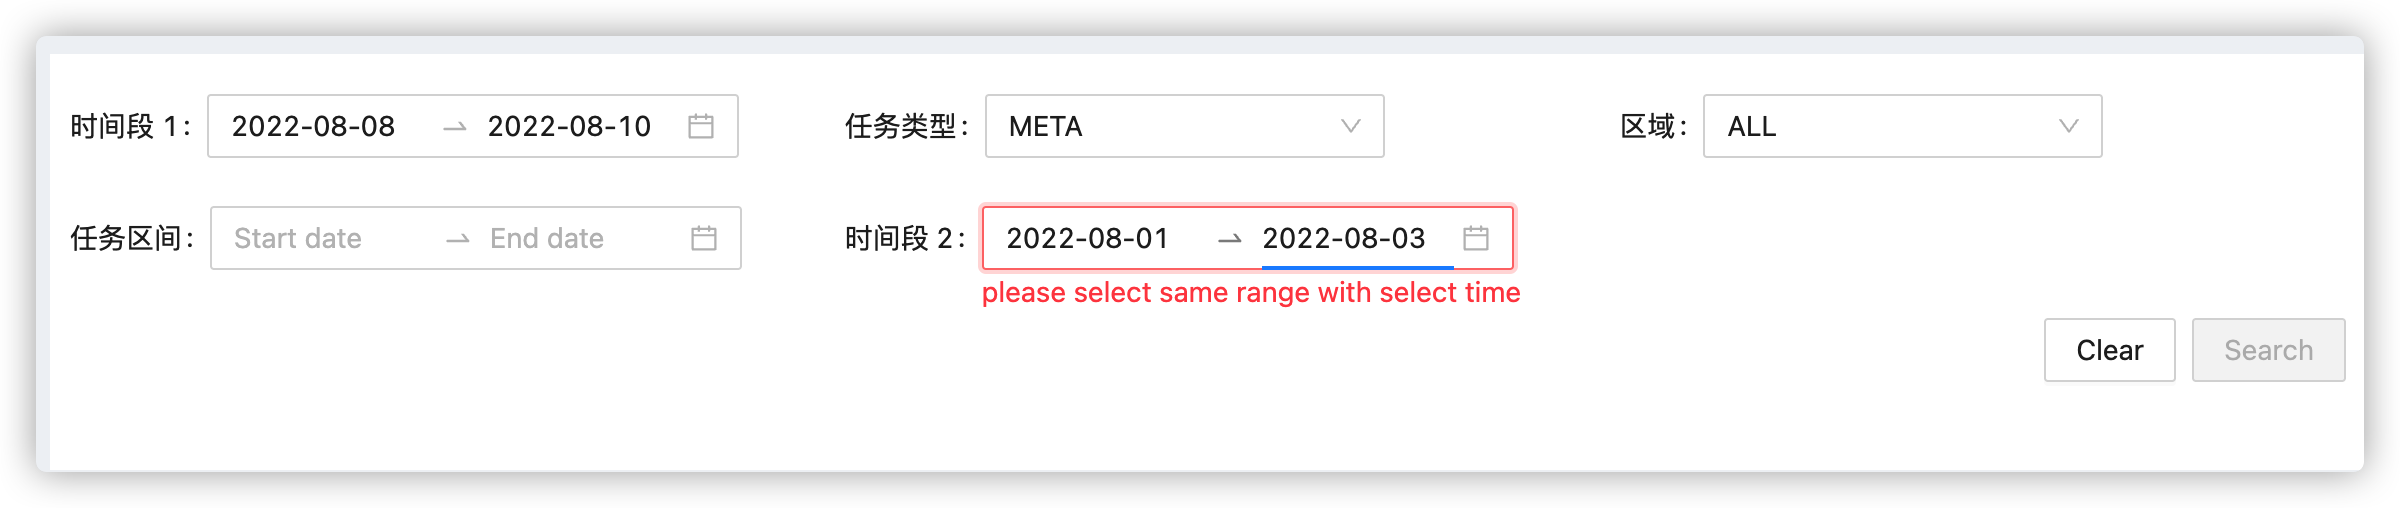 时间段 1: 2022-08-08 → 2022-08-10 任务类型: META 区域: ALL
任务区间: Start date → End date 时间段 2: 2022-08-01 → 2022-08-03
please select same range with select time
Clear Search